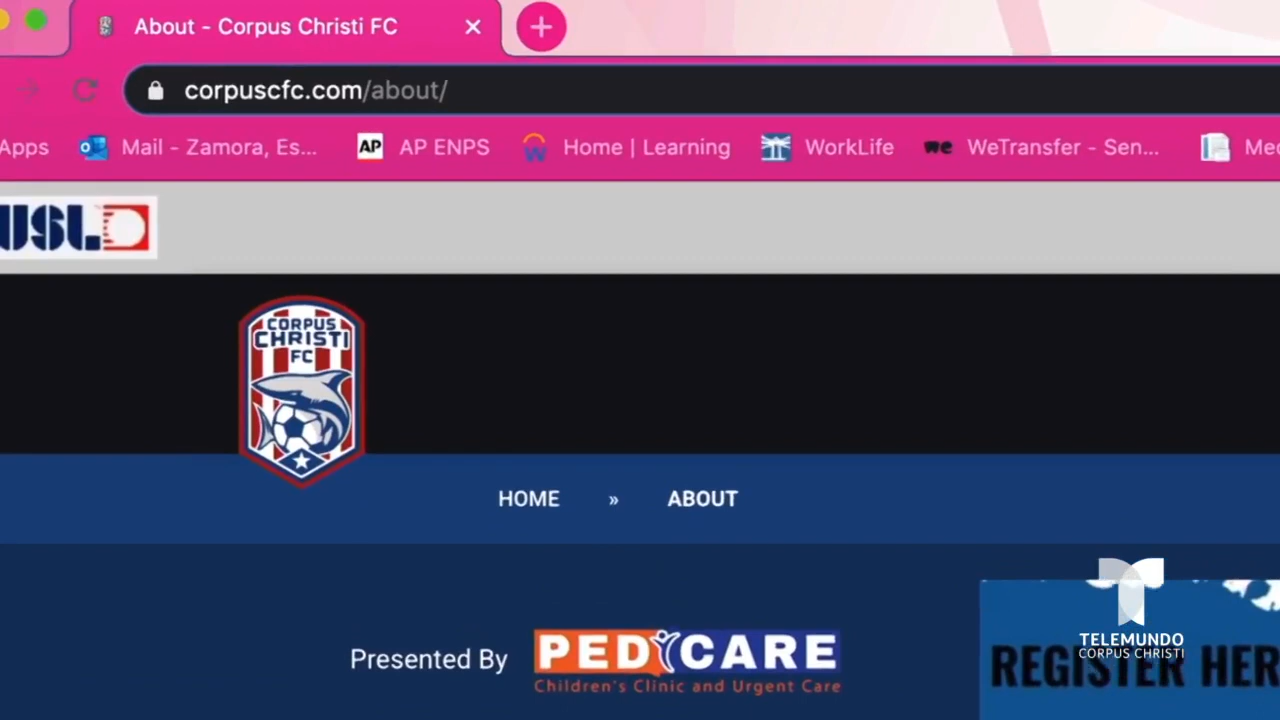 About - Corpus Christi FC
corpuscfc.com/about/
Apps
Mail - Zamora, Es...
AP
AP ENPS
Home | Learning
WorkLife
we
WeTransfer - Sen...
USL
CORPUS
CHRISTI
FC
HOME » ABOUT
Presented By
PEDICARE
Children's Clinic and Urgent Care
REGISTER HER
TELEMUNDO
CORPUS CHRISTI